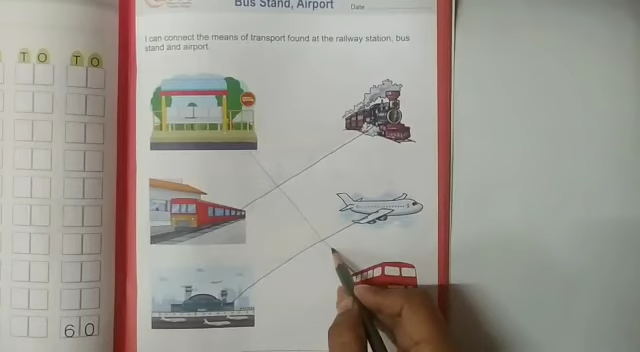 Bus Stand, Airport
Date
I can connect the means of transport found at the railway station, bus
stand and airport.
TO TO
60